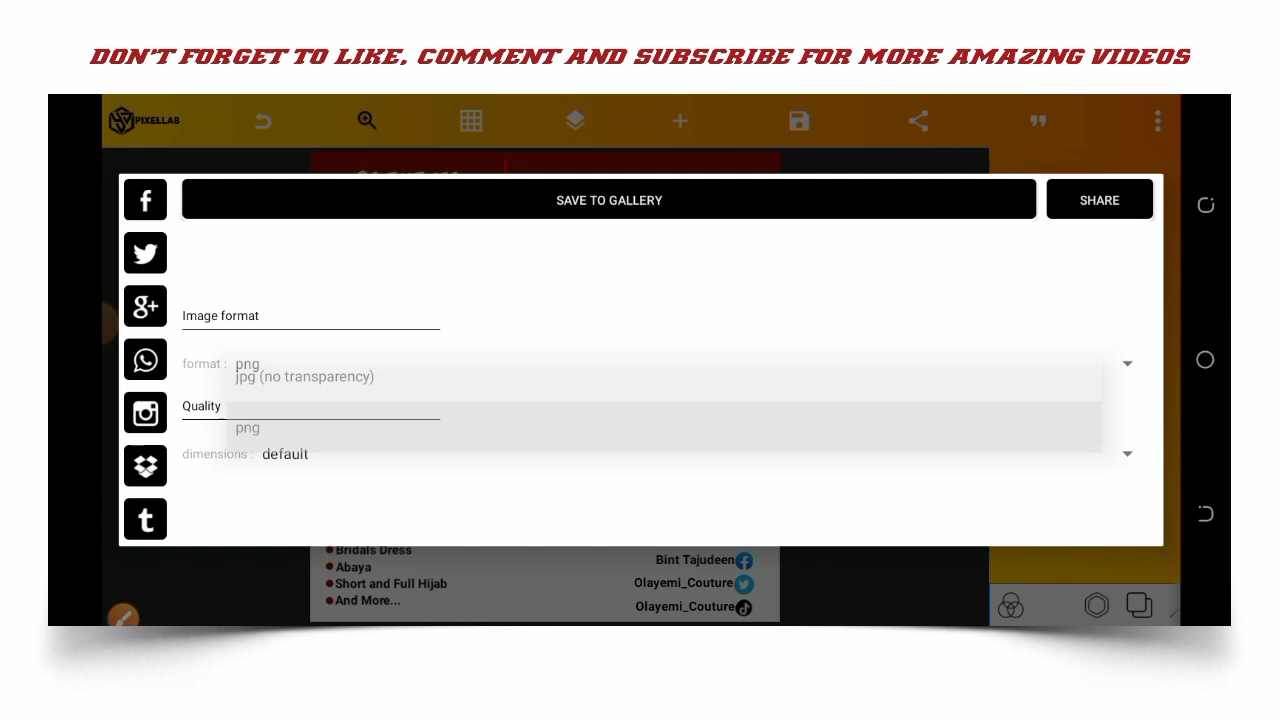 DON'T FORGET TO LIKE, COMMENT AND SUBSCRIBE FOR MORE AMAZING VIDEOS
PIXELLAB
SAVE TO GALLERY
SHARE
Image format
format : png
jpg (no transparency)
Quality
png
dimensions : default
Bridals Dress
Abaya
Short and Full Hijab
And More...
Bint Tajudeen
Olayemi_Couture
Olayemi_Couture